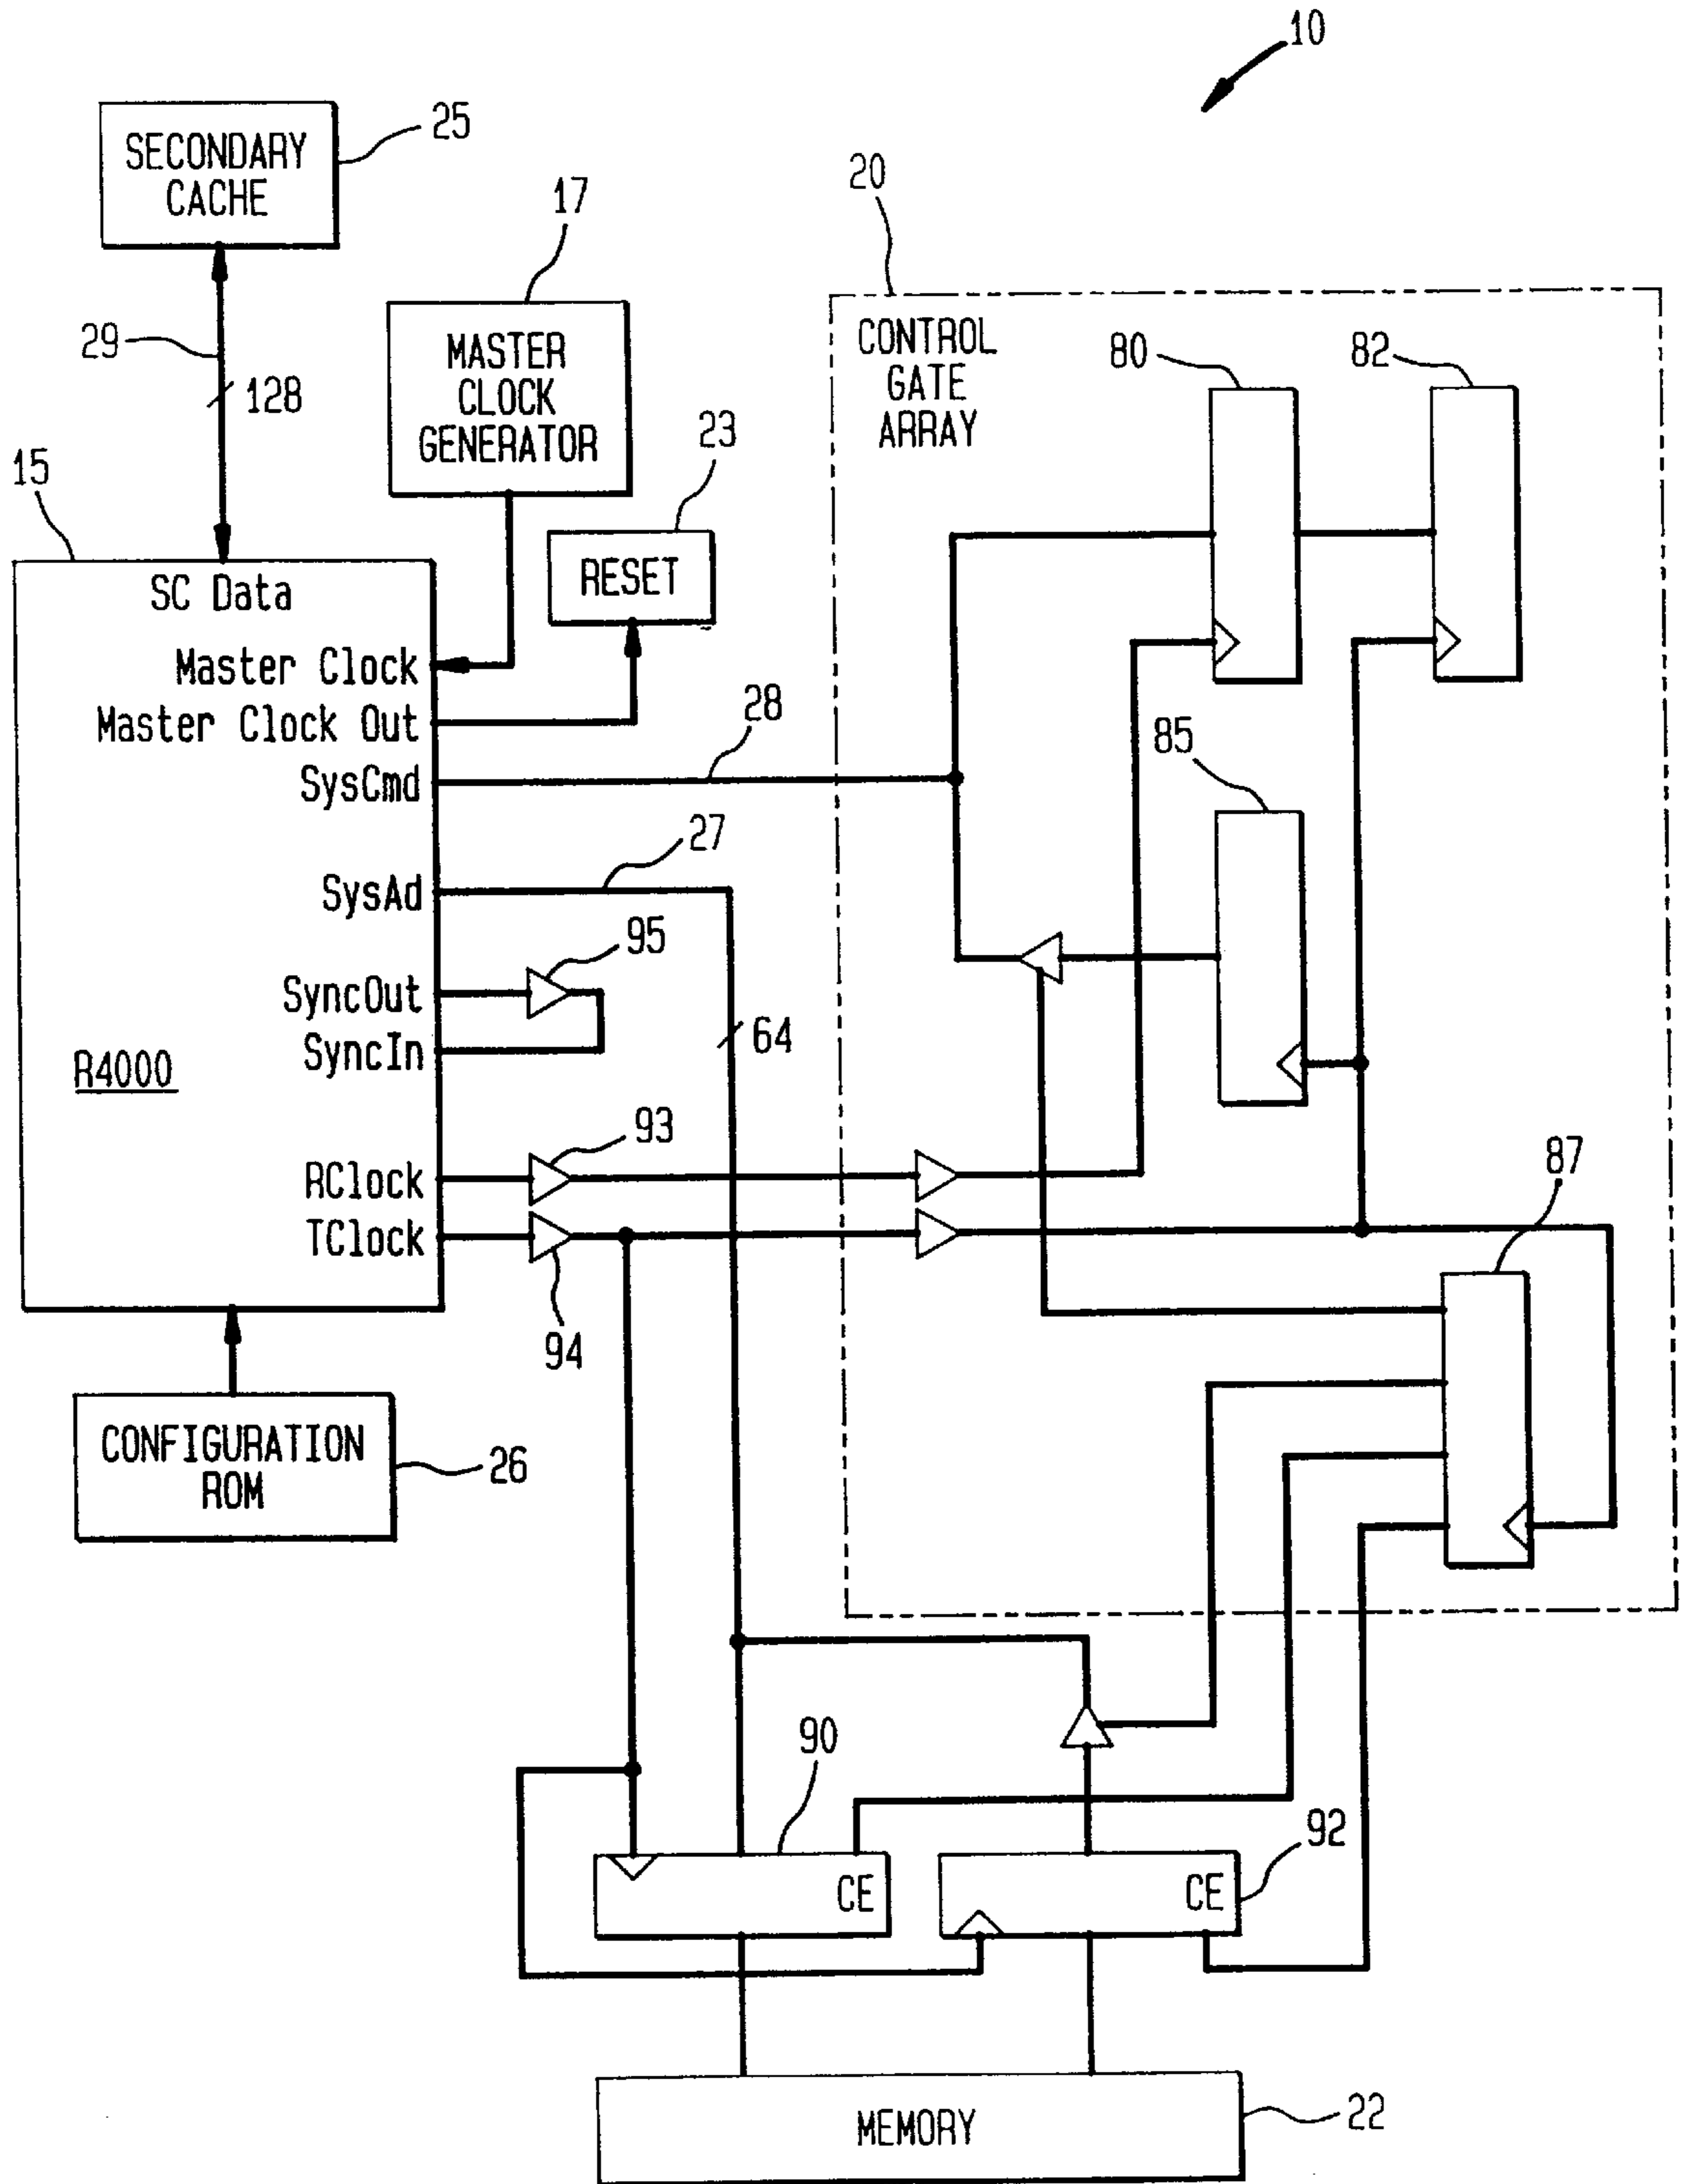 10
SECONDARY
CACHE
25
17
20
29
128
MASTER
CLOCK
GENERATOR
CONTROL
GATE
ARRAY
80
82
23
15
RESET
SC Data
Master Clock
Master Clock Out
SysCmd
28
85
SysAd
27
95
SyncOut
SyncIn
64
R4000
93
RClock
TClock
94
87
CONFIGURATION
ROM
26
90
CE
CE
92
MEMORY
22